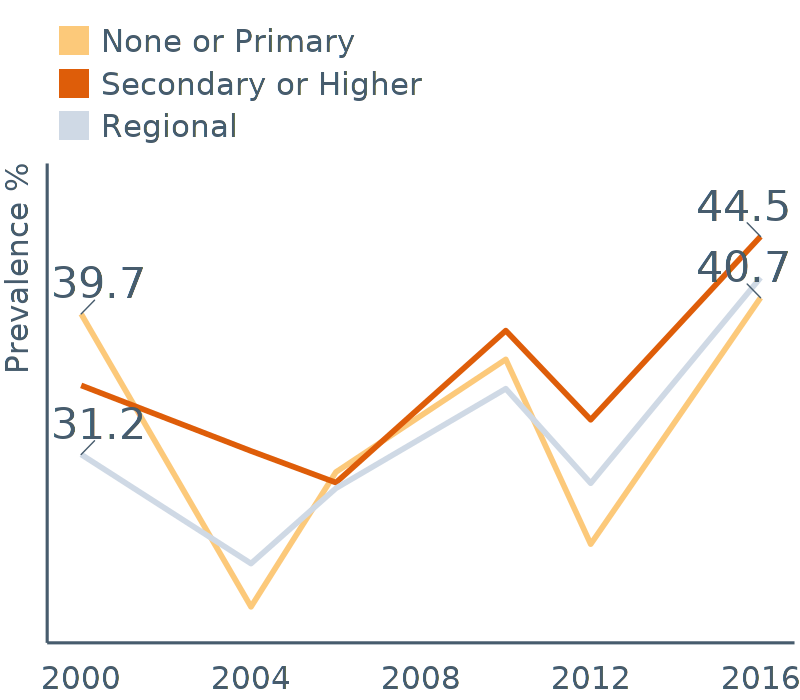 None or Primary
Secondary or Higher
Regional
Prevalence %
44.5
40.7
39.7
31.2
2000 2004 2008 2012 2016